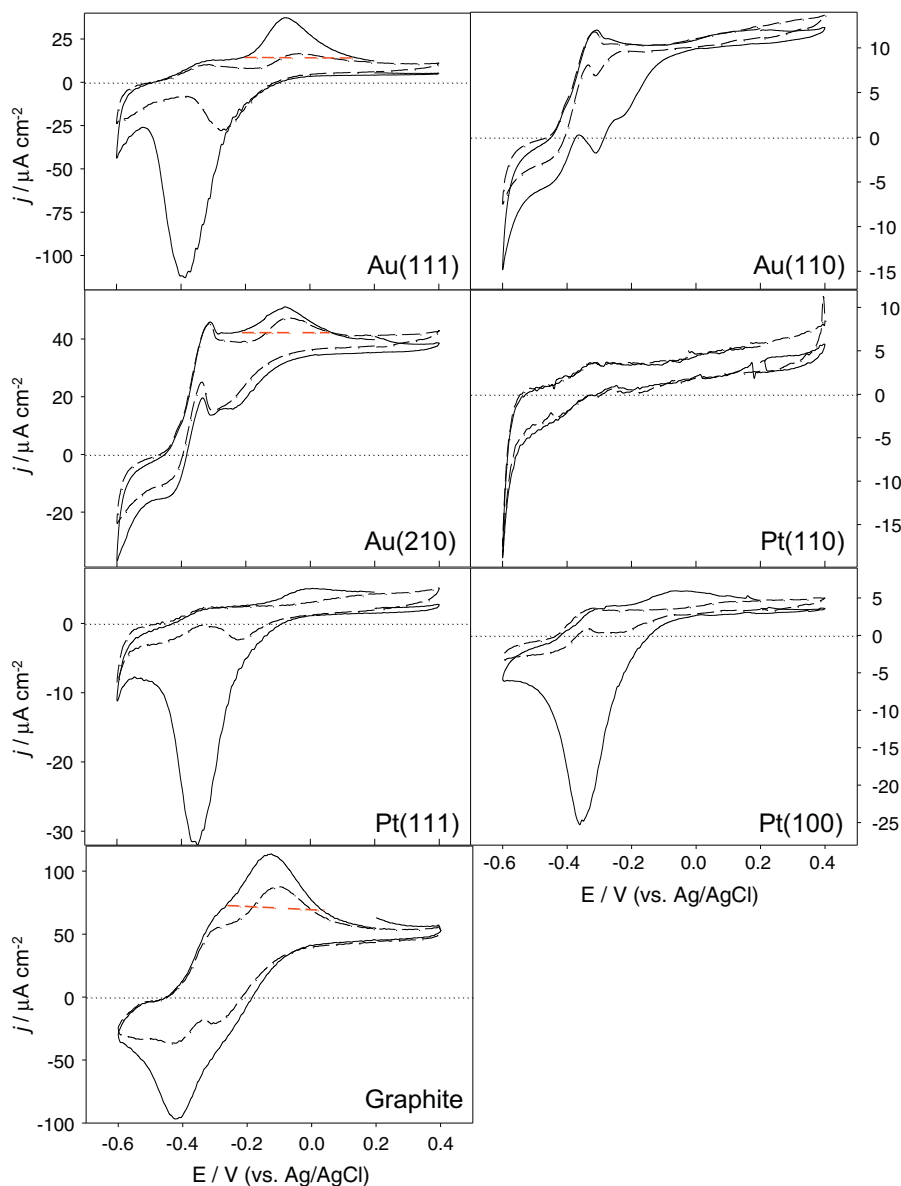 25
0
-25
-50
-75
-100
j / μA cm-2
Au(111)
10
5
0
-5
-10
-15
Au(110)
40
20
0
-20
j / μA cm-2
Au(210)
10
5
0
-5
-10
-15
Pt(110)
0
-10
-20
-30
j / μA cm-2
Pt(111)
5
0
-5
-10
-15
-20
-25
Pt(100)
-0.6 -0.4 -0.2 0.0 0.2 0.4
E / V (vs. Ag/AgCl)
100
50
0
-50
-100
j / μA cm-2
Graphite
-0.6 -0.4 -0.2 0.0 0.2 0.4
E / V (vs. Ag/AgCl)